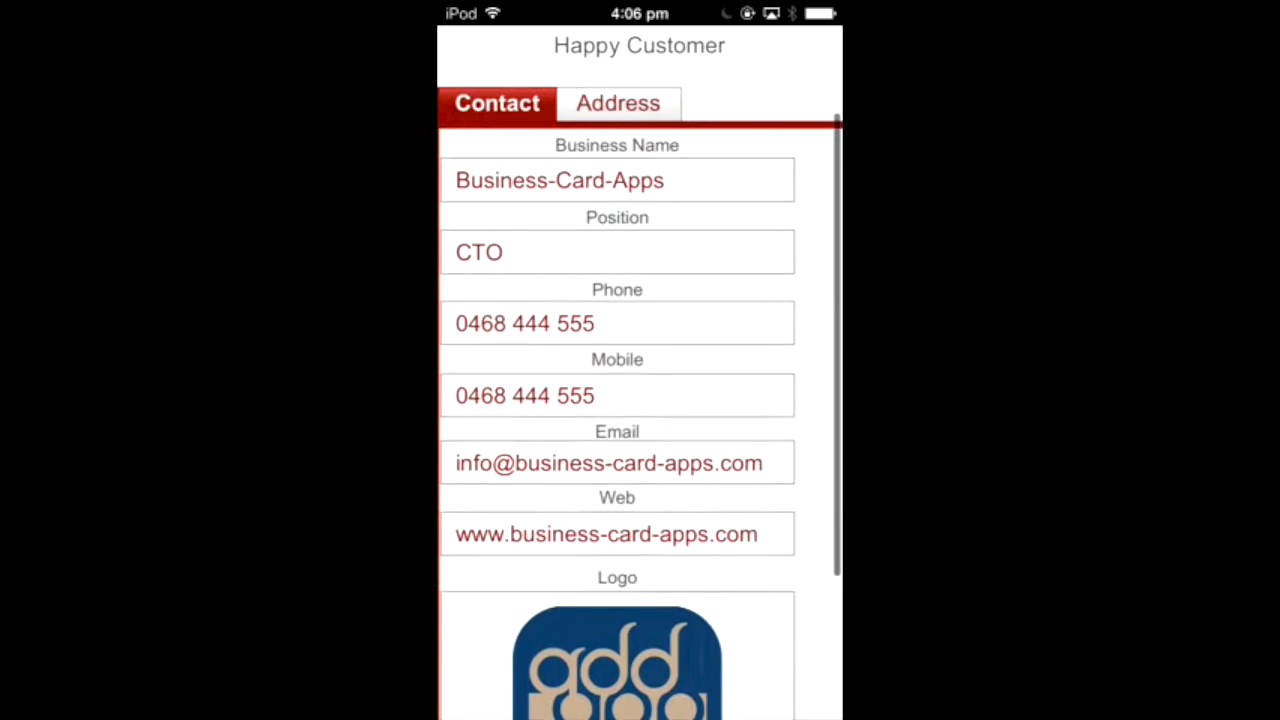 iPod 4:06 pm
Happy Customer
Contact Address
Business Name
Business-Card-Apps
Position
CTO
Phone
0468 444 555
Mobile
0468 444 555
Email
info@business-card-apps.com
Web
www.business-card-apps.com
Logo
add